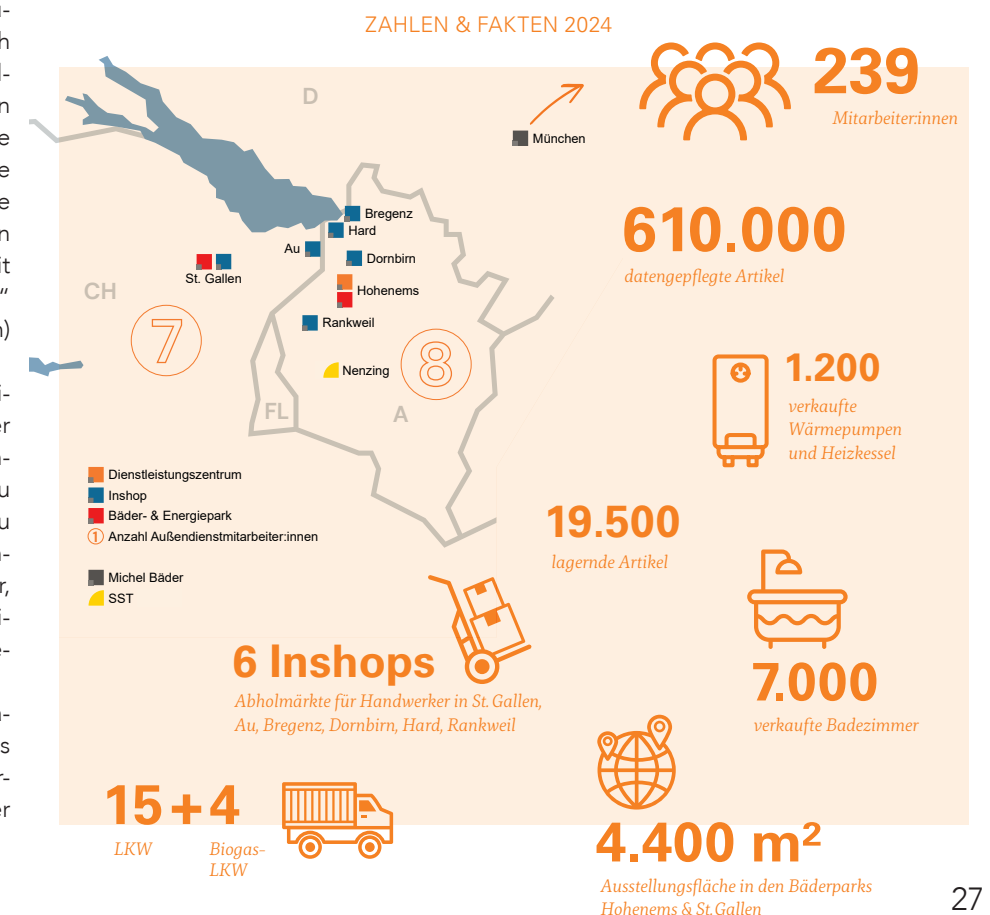 ZAHLEN & FAKTEN 2024
239
Mitarbeiter:innen
D
München
610.000
datengepflegte Artikel
Bregenz
Hard
Au
Dornbirn
St. Gallen
Hohenems
CH
7
Rankweil
8
Nenzing
FL
A
1.200
verkaufte
Wärmepumpen
und Heizkessel
Dienstleistungszentrum
Inshop
Bäder- & Energiepark
1 Anzahl Außendienstmitarbeiter:innen
Michel Bäder
SST
19.500
lagernde Artikel
6 Inshops
Abholmärkte für Handwerker in St. Gallen,
Au, Bregenz, Dornbirn, Hard, Rankweil
7.000
verkaufte Badezimmer
15 + 4
LKW Biogas-
LKW
4.400 m²
Ausstellungsfläche in den Bäderparks
Hohenems & St. Gallen
27